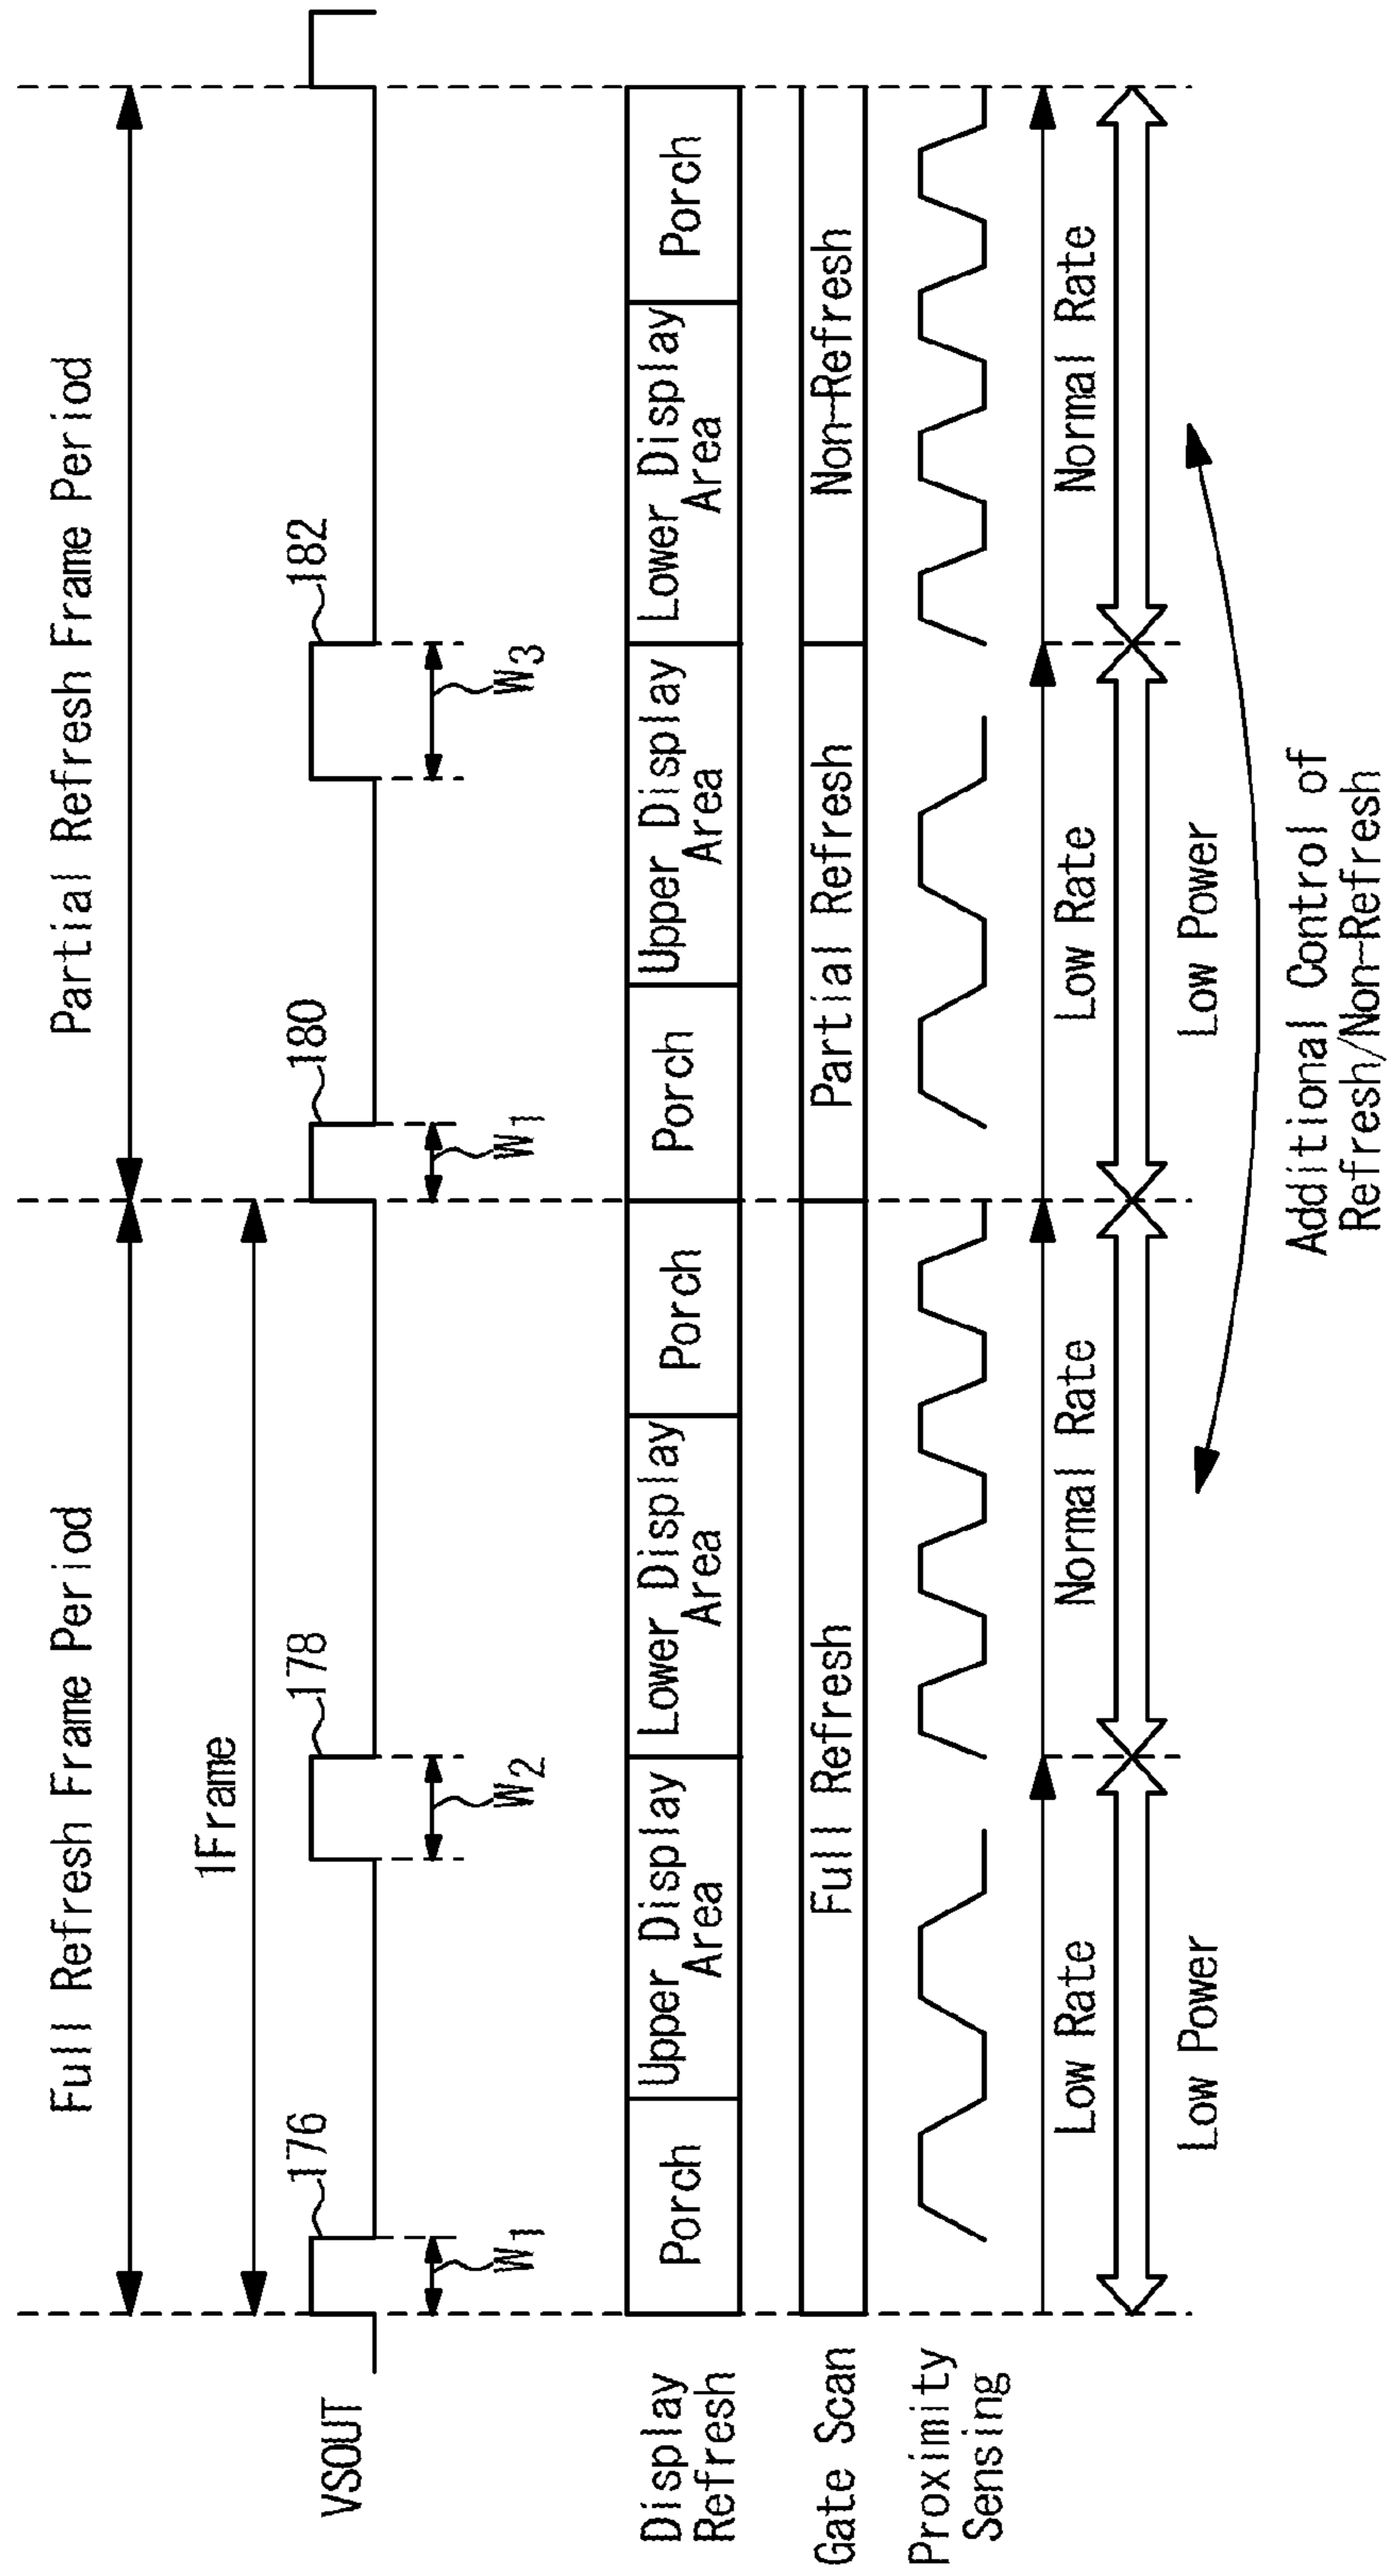 Full Refresh Frame Period
Partial Refresh Frame Period
1Frame
VSOUT
176
178
180
182
W1
W2
W1
W3
Display
Refresh
Porch
Upper Display
Area
Lower Display
Area
Porch
Porch
Upper Display
Area
Lower Display
Area
Porch
Gate Scan
Full Refresh
Partial Refresh
Non-Refresh
Proximity
Sensing
Low Rate
Normal Rate
Low Rate
Normal Rate
Low Power
Low Power
Additional Control of
Refresh/Non-Refresh